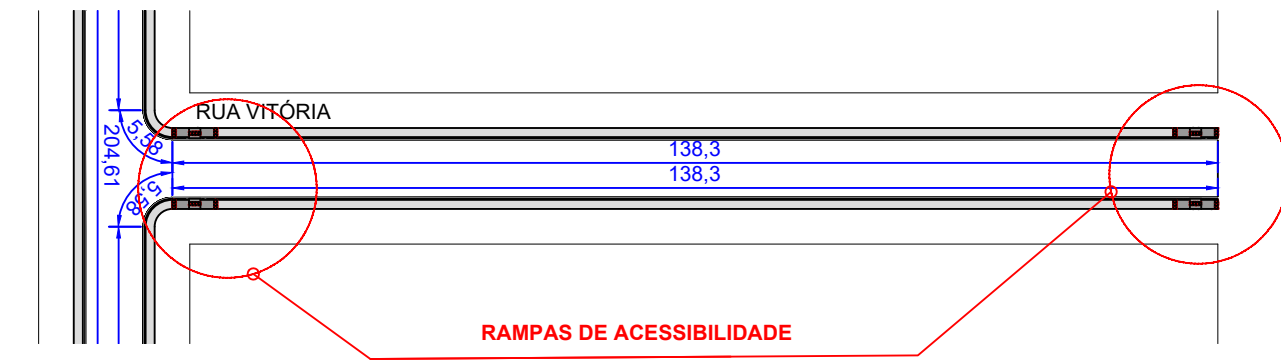 RUA VITÓRIA
5,58
204,61
5,58
138,3
138,3
RAMPAS DE ACESSIBILIDADE